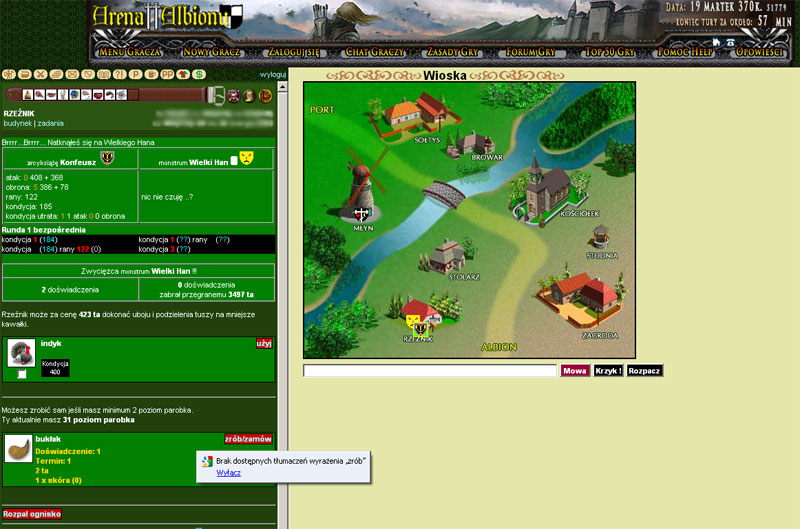 Arena Albionu
DATA: 19 MARTEK 370K. 51779
KONIEC TURY ZA OKOŁO: 57 MIN
MENU GRACZA
NOWY GRACZ
ZALOGUJ SIĘ
CHAT GRACZY
ZASADY GRY
FORUM GRY
TOP 50 GRY
POMOC HELP
OPOWIEŚCI
wyloguj
RZEŹNIK
budynek | zadania
Brrrr...Brrrr... Natknąłeś się na Wielkiego Hana
arcyksiążę Konfeusz
monstrum Wielki Han
atak: 0 408 + 368
obrona: 5 386 + 78
rany: 122
kondycja: 185
kondycja utrata: 1 1 atak 0 0 obrona
nic nie czuję ..?
Runda 1 bezpośrednia
kondycja 1 (184)
kondycja 1 (??) rany (??)
kondycja (184) rany 122 (0)
kondycja 3 (??)
Zwycięzca monstrum Wielki Han !!
2 doświadczenia
0 doświadczenia
zabrał przegranemu 3497 ta
Rzeźnik może za cenę 423 ta dokonać uboju i podzielenia tuszy na mniejsze
kawałki.
indyk
użyj
Kondycja
400
Możesz zrobić sam jeśli masz minimum 2 poziom parobka.
Ty aktualnie masz 31 poziom parobka
bukłak
zrób/zamów
Doświadczenie: 1
Termin: 1
2 ta
1 x skóra (0)
Brak dostępnych tłumaczeń wyrażenia „zrób”
Wyłącz
Rozpal ognisko
Wioska
PORT
SOŁTYS
BROWAR
MŁYN
KOŚCIÓŁEK
STUDNIA
STOLARZ
RZEŹNIK
ZAGRODA
ALBION
Mowa
Krzyk !
Rozpacz